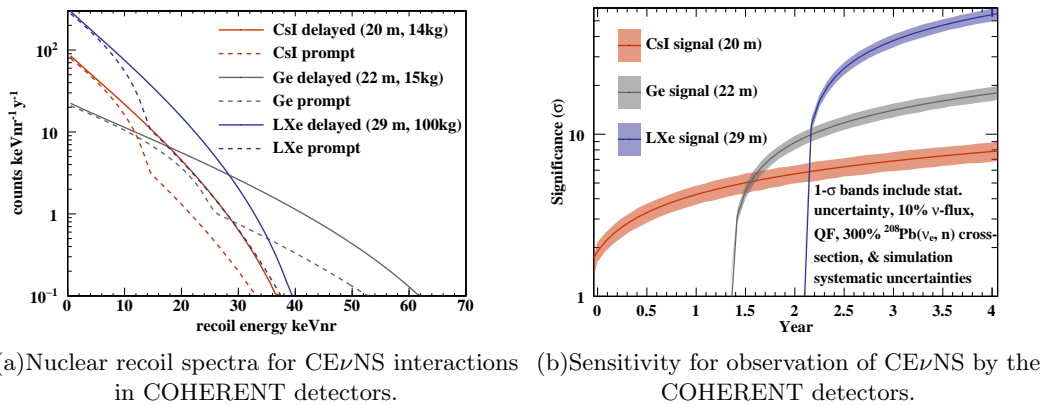 CsI delayed (20 m, 14kg)
CsI prompt
Ge delayed (22 m, 15kg)
Ge prompt
LXe delayed (29 m, 100kg)
LXe prompt
counts keVnr⁻¹ y⁻¹
10²
10
1
10⁻¹
0 10 20 30 40 50 60 70
recoil energy keVnr
(a)Nuclear recoil spectra for CEνNS interactions
in COHERENT detectors.
CsI signal (20 m)
Ge signal (22 m)
LXe signal (29 m)
Significance (σ)
10
1
1-σ bands include stat.
uncertainty, 10% ν-flux,
QF, 300% ²⁰⁸Pb(νₑ, n) cross-
section, & simulation
systematic uncertainties
0 0.5 1 1.5 2 2.5 3 3.5 4
Year
(b)Sensitivity for observation of CEνNS by the
COHERENT detectors.